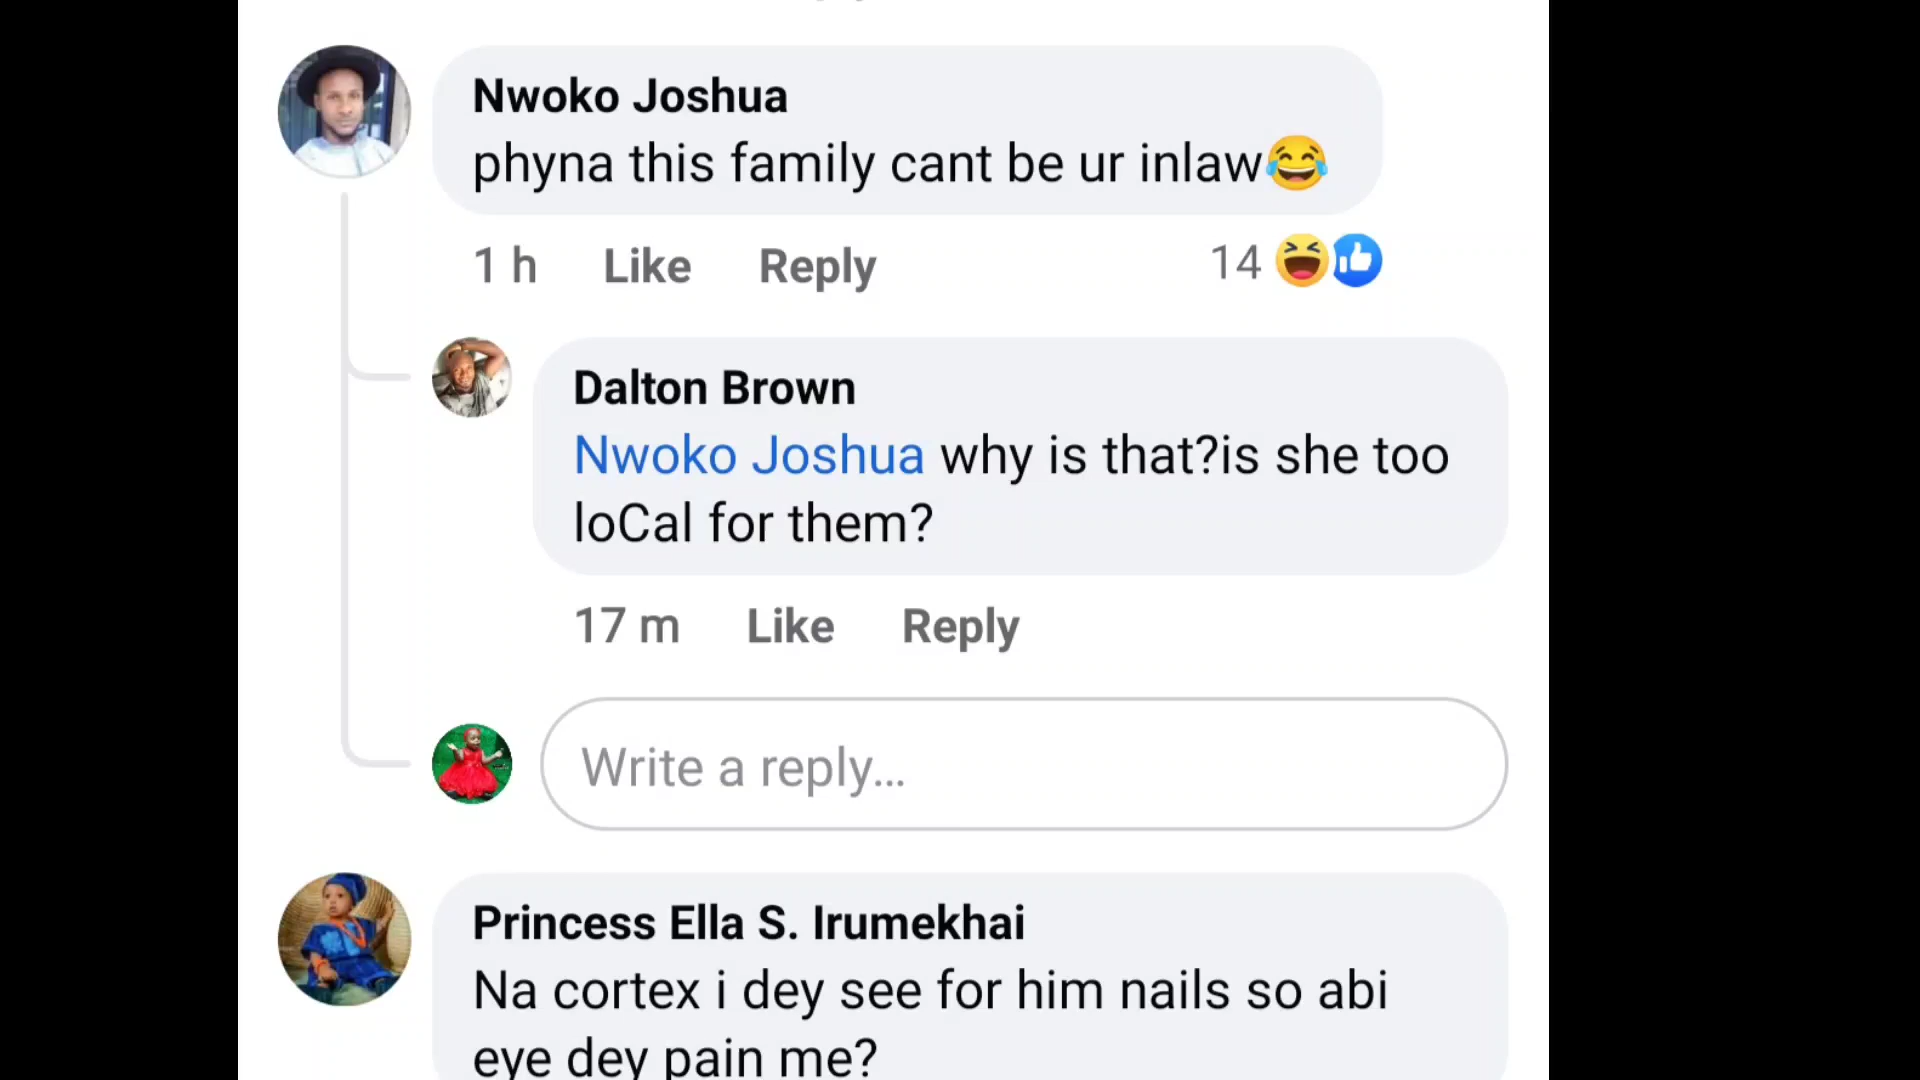 Nwoko Joshua
phyna this family cant be ur inlaw😂
1 h Like Reply 14
Dalton Brown
Nwoko Joshua why is that?is she too
loCal for them?
17 m Like Reply
Write a reply...
Princess Ella S. Irumekhai
Na cortex i dey see for him nails so abi
eye dey pain me?